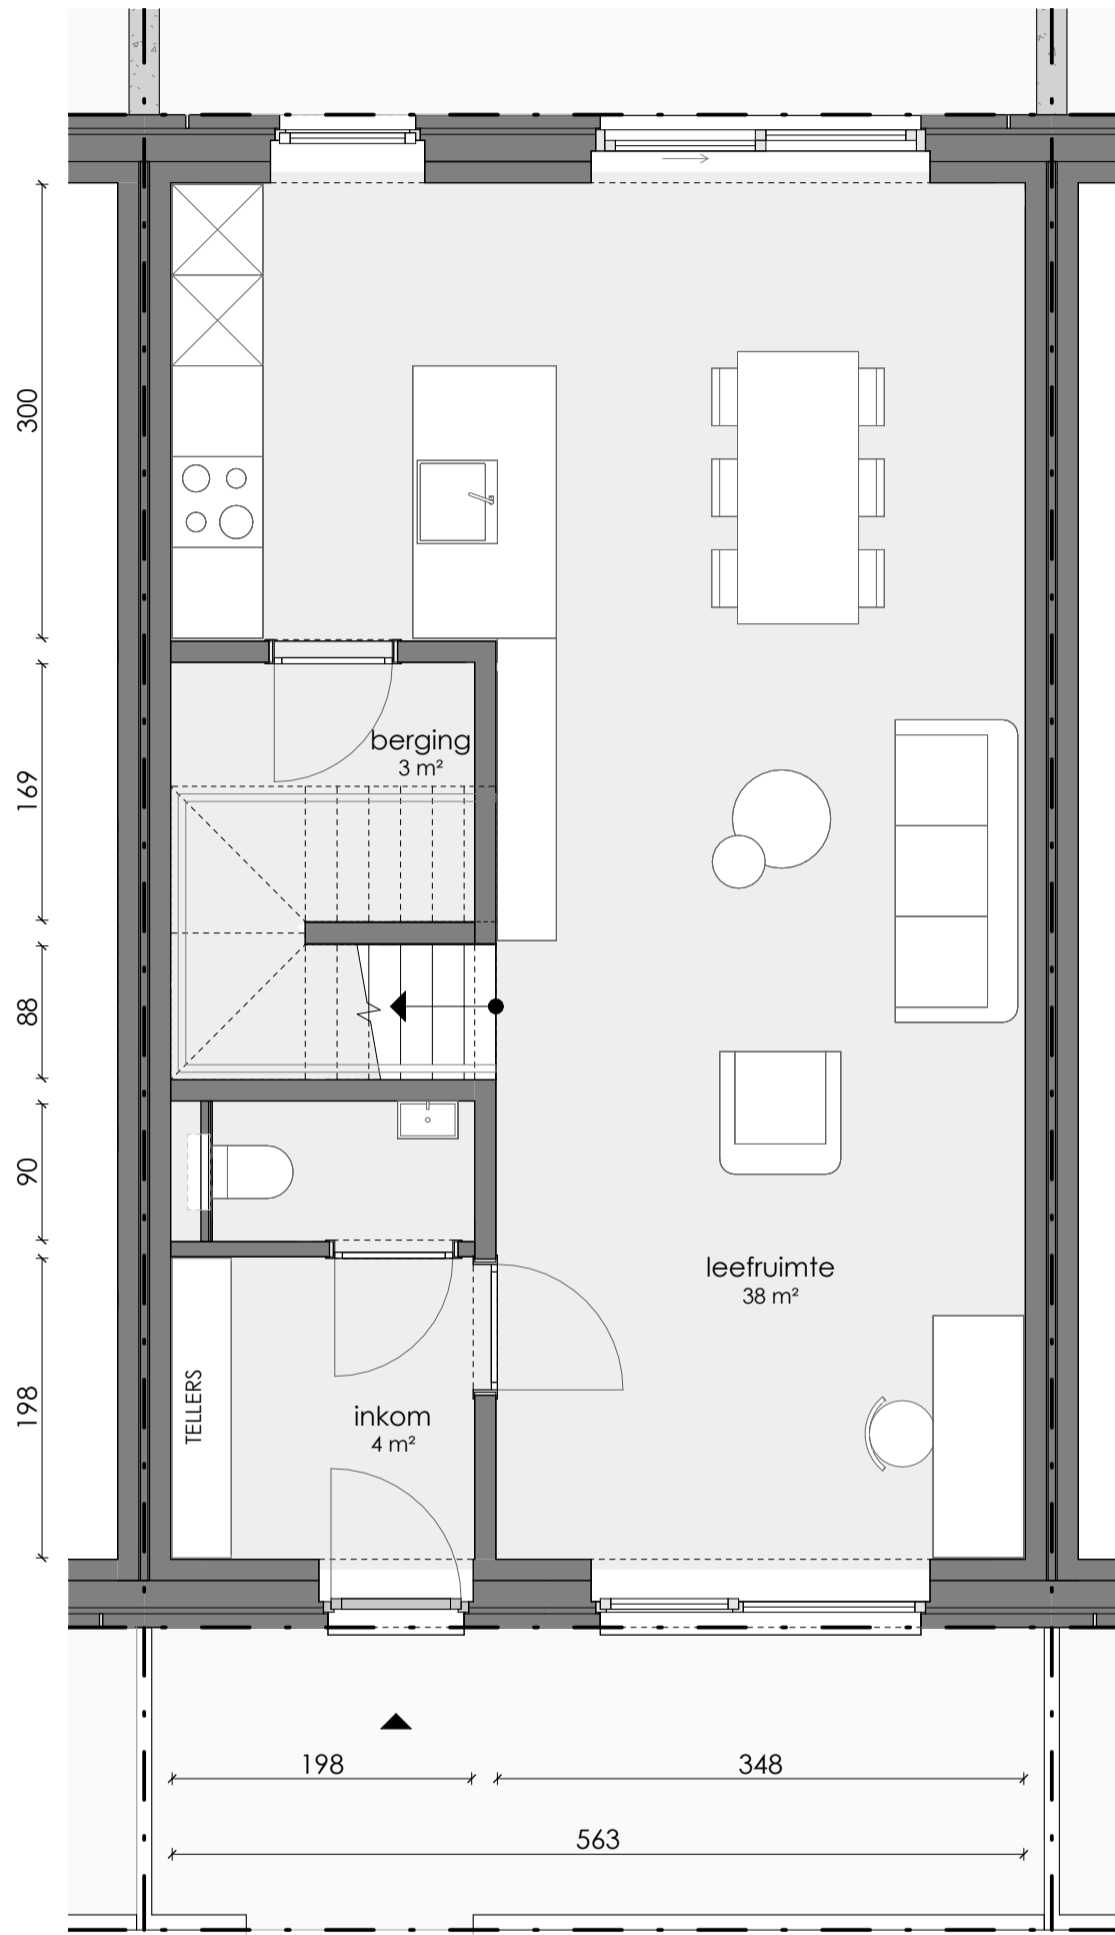 300
169
88
90
198
berging
3 m²
leefruimte
38 m²
TELLERS
inkom
4 m²
198
348
563